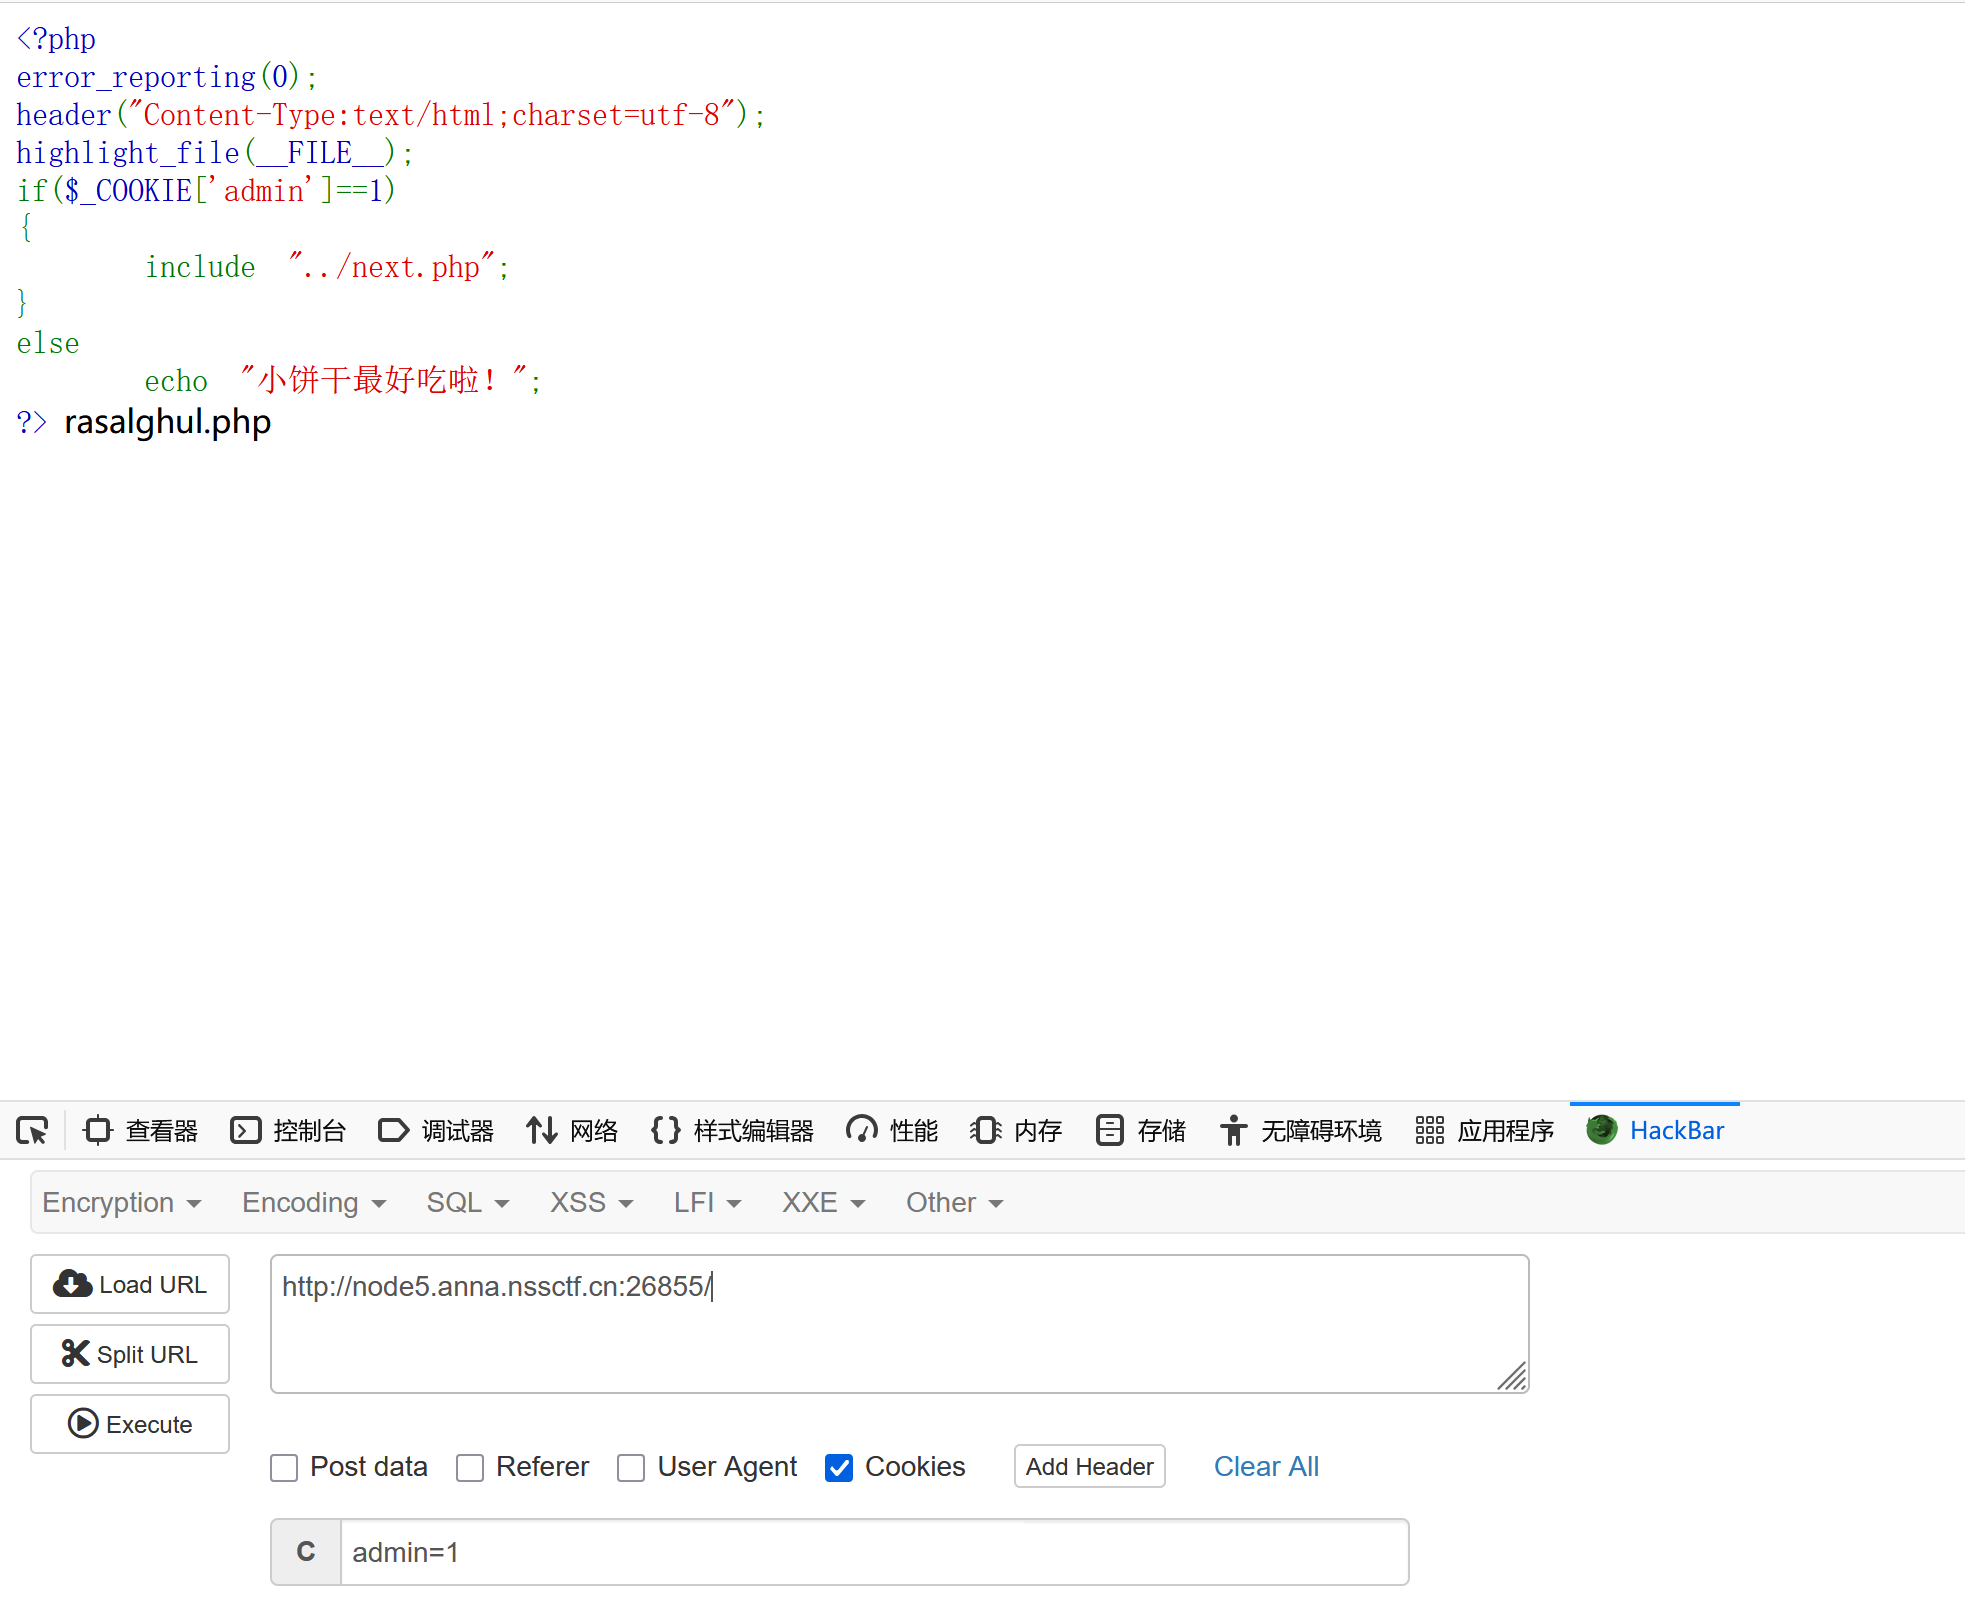 <?php
error_reporting(0);
header("Content-Type:text/html;charset=utf-8");
highlight_file(__FILE__);
if($_COOKIE['admin']==1)
{
include "../next.php";
}
else
echo "小饼干最好吃啦！";
?> rasalghul.php
查看器 控制台 调试器 网络 样式编辑器 性能 内存 存储 无障碍环境 应用程序 HackBar
Encryption Encoding SQL XSS LFI XXE Other
Load URL
http://node5.anna.nssctf.cn:26855/
Split URL
Execute
Post data Referer User Agent Cookies Add Header Clear All
C admin=1